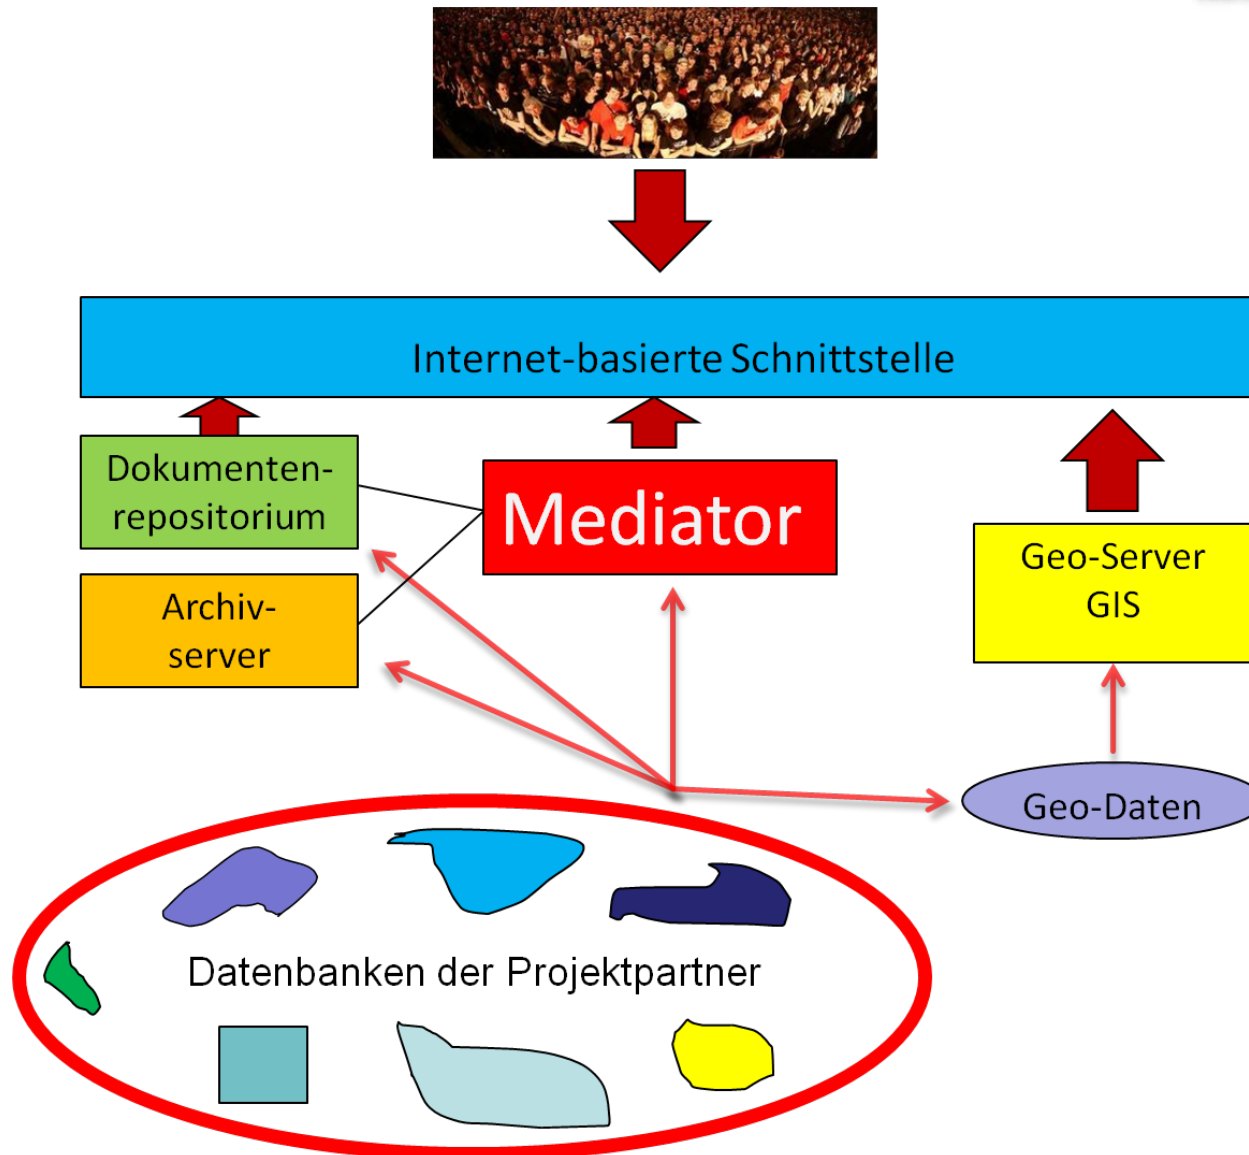 Internet-basierte Schnittstelle
Dokumenten-
repositorium
Mediator
Geo-Server
GIS
Archiv-
server
Geo-Daten
Datenbanken der Projektpartner